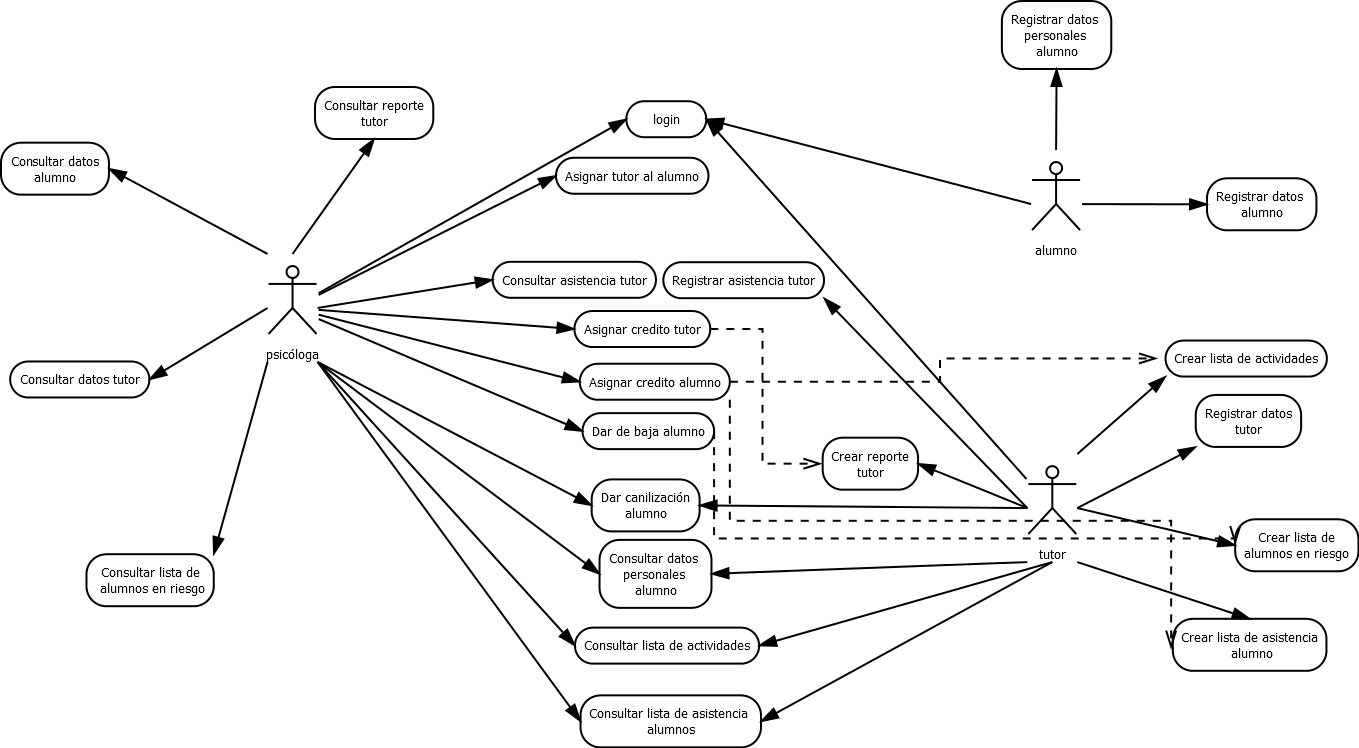 Registrar datos
personales
alumno
Consultar reporte
tutor
login
Consultar datos
alumno
Asignar tutor al alumno
Registrar datos
alumno
alumno
Consultar asistencia tutor
Registrar asistencia tutor
Asignar credito tutor
psicóloga
Crear lista de actividades
Consultar datos tutor
Asignar credito alumno
Registrar datos
tutor
Dar de baja alumno
Crear reporte
tutor
Dar canilización
alumno
Crear lista de
alumnos en riesgo
tutor
Consultar datos
personales
alumno
Consultar lista de
alumnos en riesgo
Crear lista de asistencia
alumno
Consultar lista de actividades
Consultar lista de asistencia
alumnos